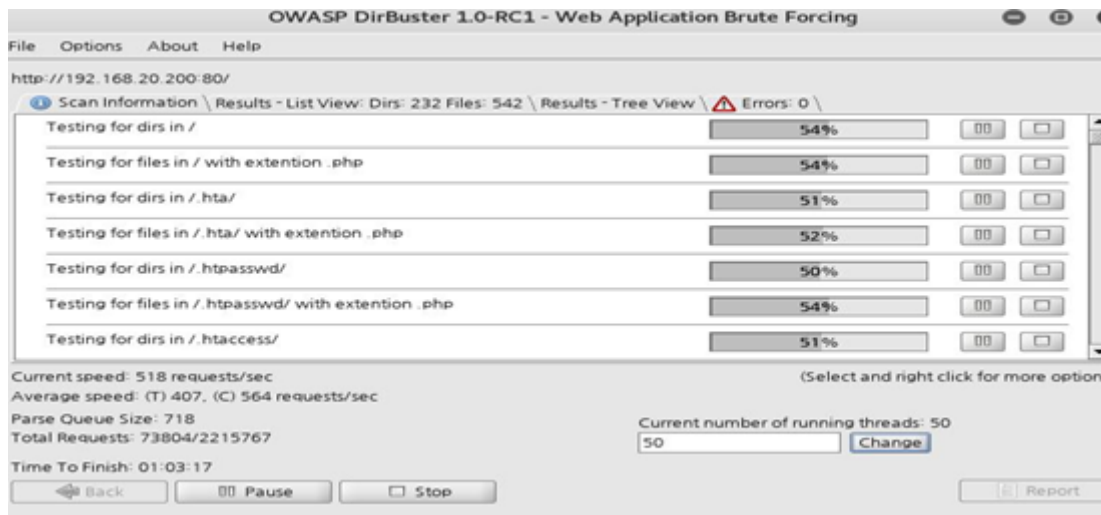 OWASP DirBuster 1.0-RC1 - Web Application Brute Forcing
File Options About Help
http://192.168.20.200:80/
Scan Information \ Results - List View: Dirs: 232 Files: 542 \ Results - Tree View \ Errors: 0 \
Testing for dirs in / 54%
Testing for files in / with extention .php 54%
Testing for dirs in /.hta/ 51%
Testing for files in /.hta/ with extention .php 52%
Testing for dirs in /.htpasswd/ 50%
Testing for files in /.htpasswd/ with extention .php 54%
Testing for dirs in /.htaccess/ 51%
Current speed: 518 requests/sec (Select and right click for more option
Average speed: (T) 407, (C) 564 requests/sec
Parse Queue Size: 718
Total Requests: 73804/2215767
Current number of running threads: 50
50 Change
Time To Finish: 01:03:17
Back Pause Stop Report